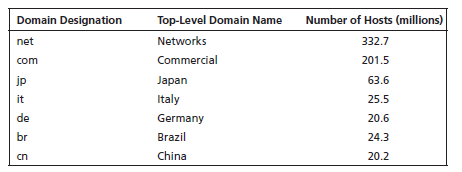 Domain Designation Top-Level Domain Name Number of Hosts (millions)
net Networks 332.7
com Commercial 201.5
jp Japan 63.6
it Italy 25.5
de Germany 20.6
br Brazil 24.3
cn China 20.2